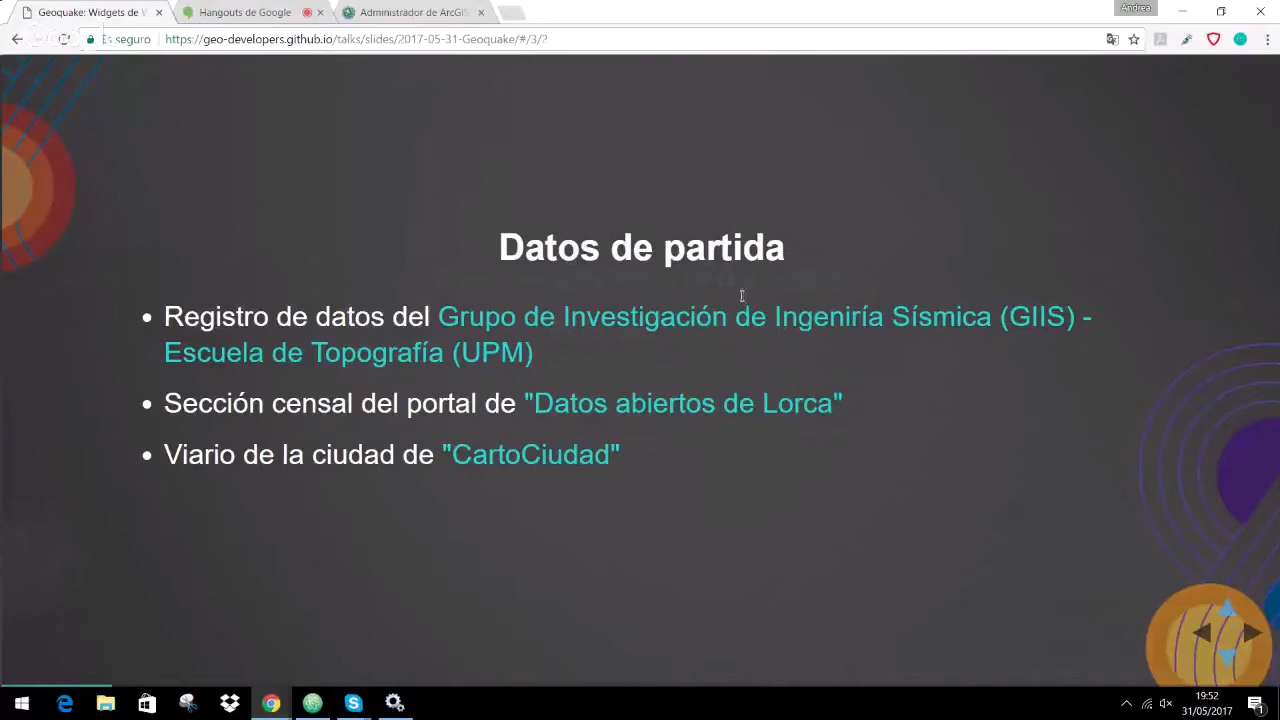 Geoquake: Widgets de
Hangouts de Google
Administrador de ArcGIS
Andrea
Es seguro
https://geo-developers.github.io/talks/slides/2017-05-31-Geoquake/#/3/?
Datos de partida
• Registro de datos del Grupo de Investigación de Ingeniría Sísmica (GIIS) -
Escuela de Topografía (UPM)
• Sección censal del portal de "Datos abiertos de Lorca"
• Viario de la ciudad de "CartoCiudad"
19:52
31/05/2017
1